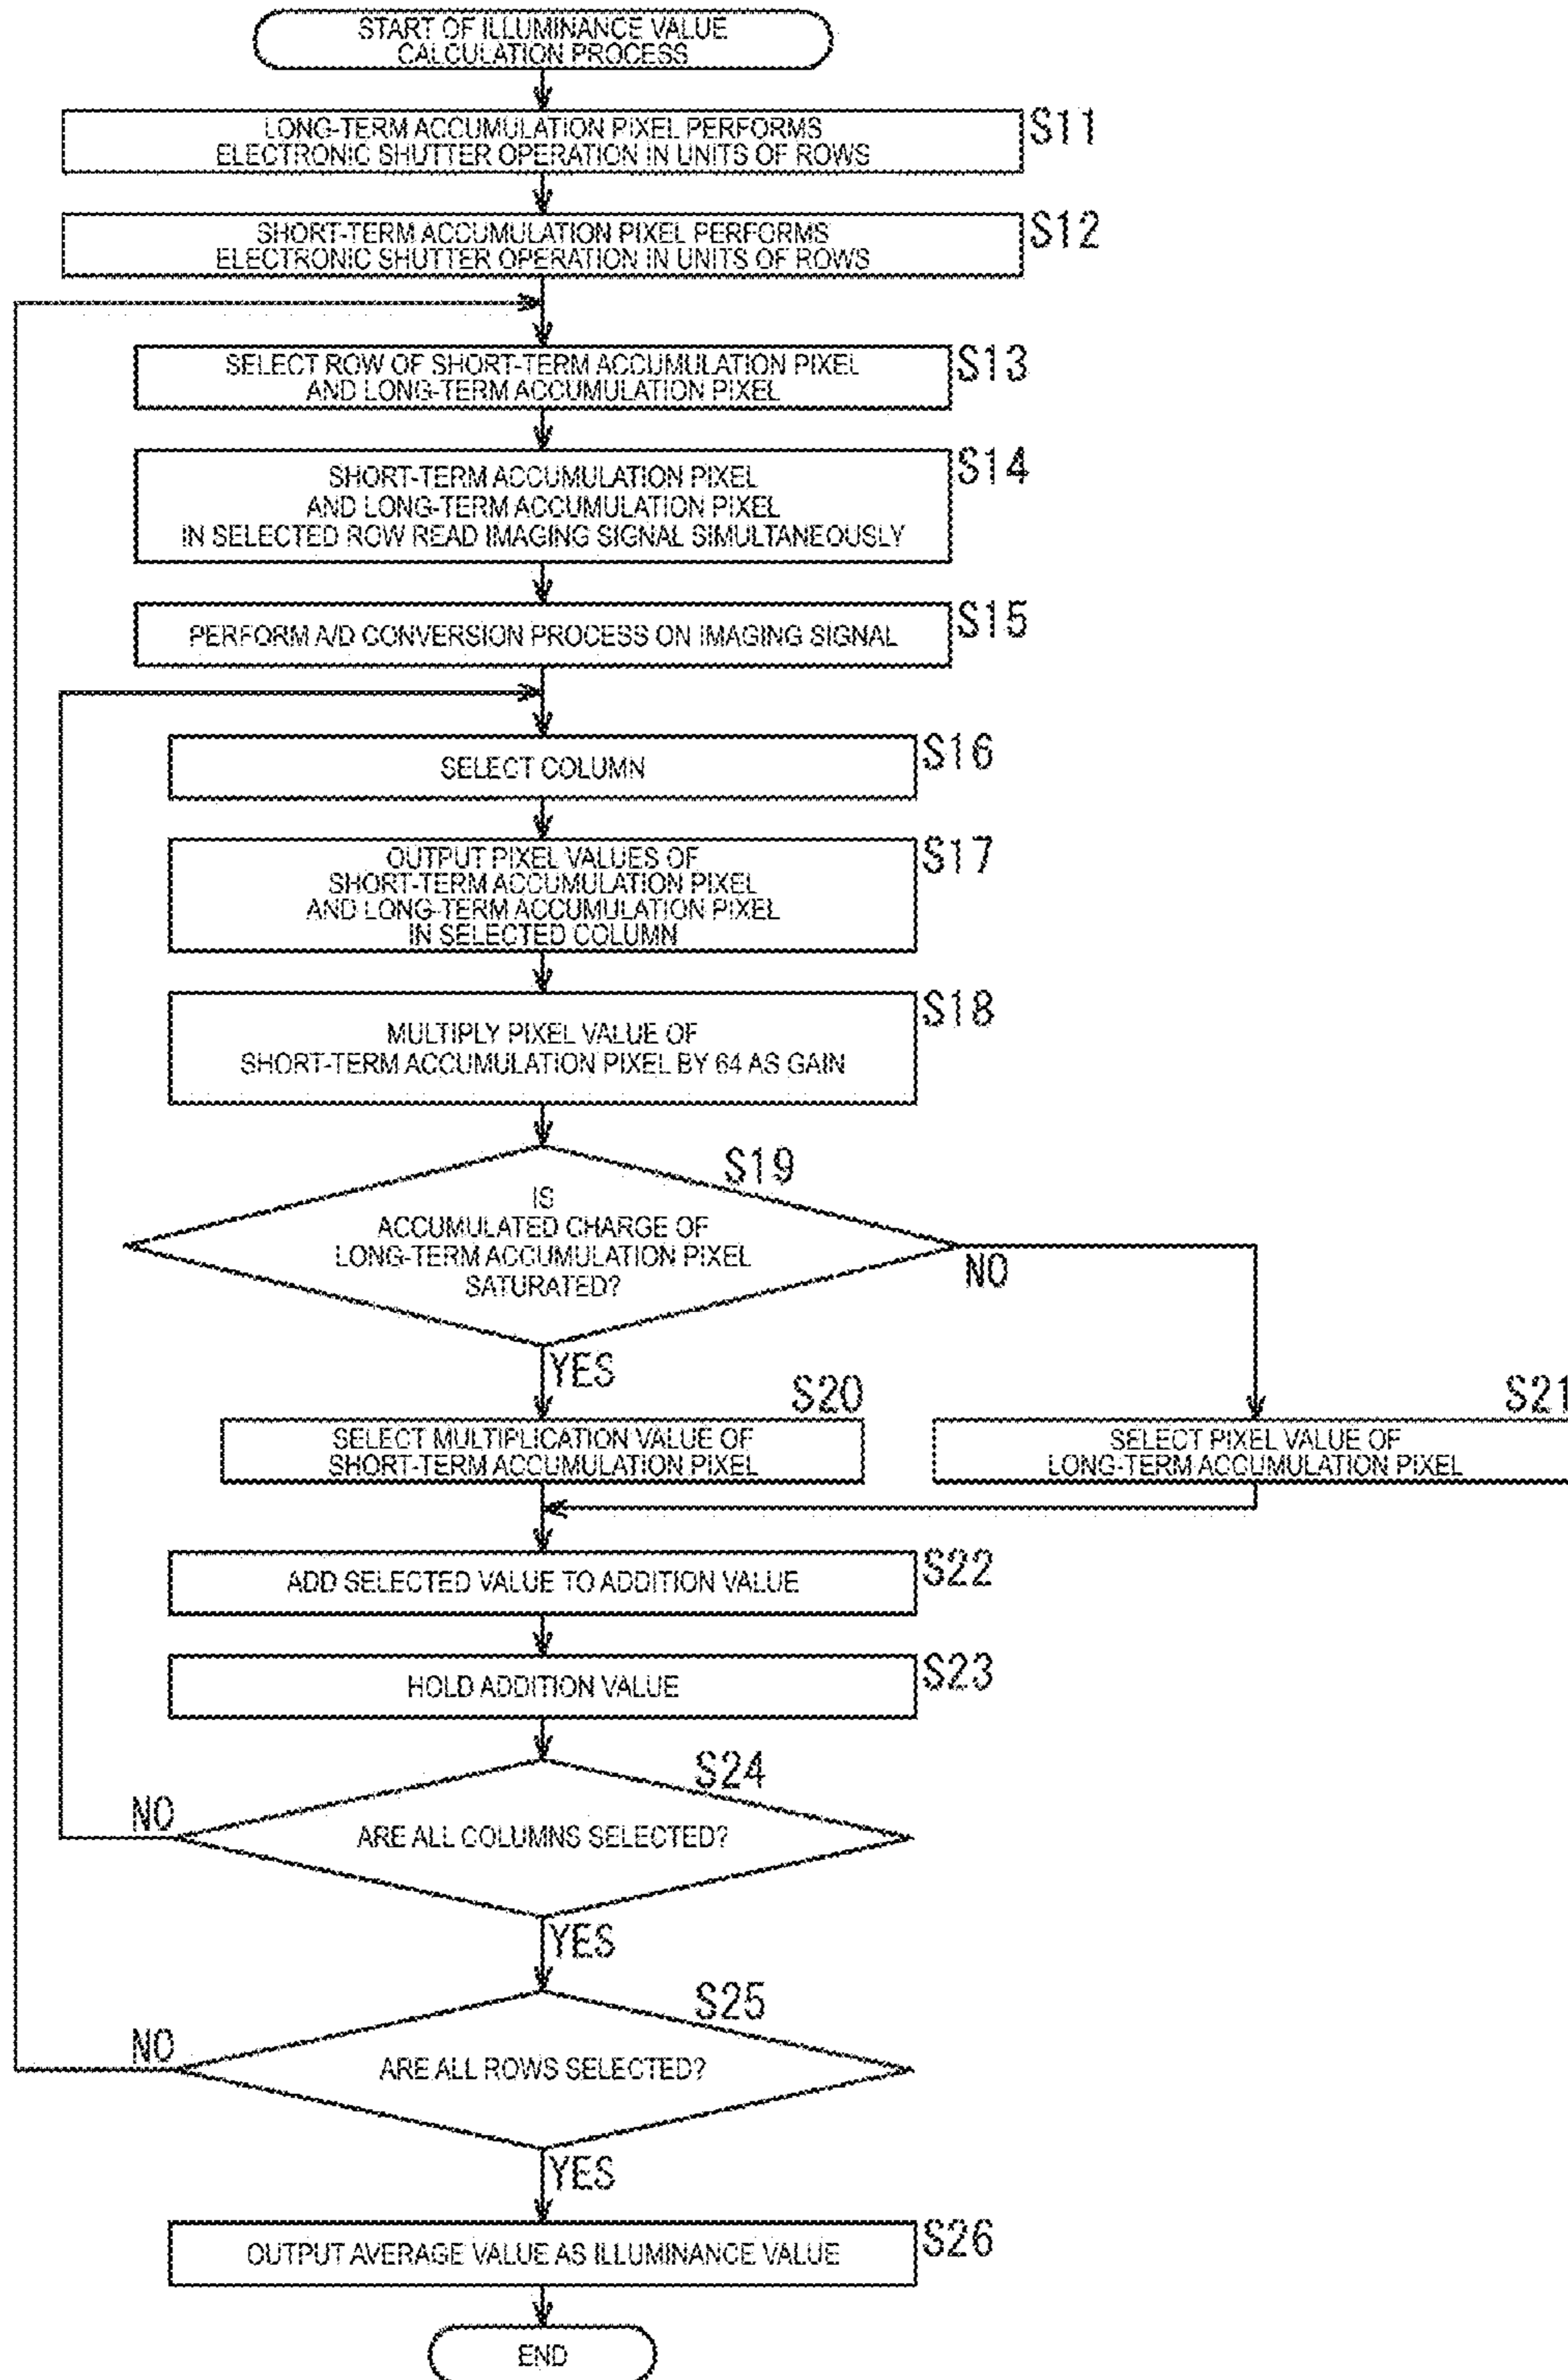 START OF ILLUMINANCE VALUE
CALCULATION PROCESS
LONG-TERM ACCUMULATION PIXEL PERFORMS
ELECTRONIC SHUTTER OPERATION IN UNITS OF ROWS
S11
SHORT-TERM ACCUMULATION PIXEL PERFORMS
ELECTRONIC SHUTTER OPERATION IN UNITS OF ROWS
S12
SELECT ROW OF SHORT-TERM ACCUMULATION PIXEL
AND LONG-TERM ACCUMULATION PIXEL
S13
SHORT-TERM ACCUMULATION PIXEL
AND LONG-TERM ACCUMULATION PIXEL
IN SELECTED ROW READ IMAGING SIGNAL SIMULTANEOUSLY
S14
PERFORM A/D CONVERSION PROCESS ON IMAGING SIGNAL
S15
SELECT COLUMN
S16
OUTPUT PIXEL VALUES OF
SHORT-TERM ACCUMULATION PIXEL
AND LONG-TERM ACCUMULATION PIXEL
IN SELECTED COLUMN
S17
MULTIPLY PIXEL VALUE OF
SHORT-TERM ACCUMULATION PIXEL BY 64 AS GAIN
S18
S19
IS
ACCUMULATED CHARGE OF
LONG-TERM ACCUMULATION PIXEL
SATURATED?
NO
YES
S20
SELECT MULTIPLICATION VALUE OF
SHORT-TERM ACCUMULATION PIXEL
S21
SELECT PIXEL VALUE OF
LONG-TERM ACCUMULATION PIXEL
ADD SELECTED VALUE TO ADDITION VALUE
S22
HOLD ADDITION VALUE
S23
S24
NO
ARE ALL COLUMNS SELECTED?
YES
S25
NO
ARE ALL ROWS SELECTED?
YES
OUTPUT AVERAGE VALUE AS ILLUMINANCE VALUE
S26
END